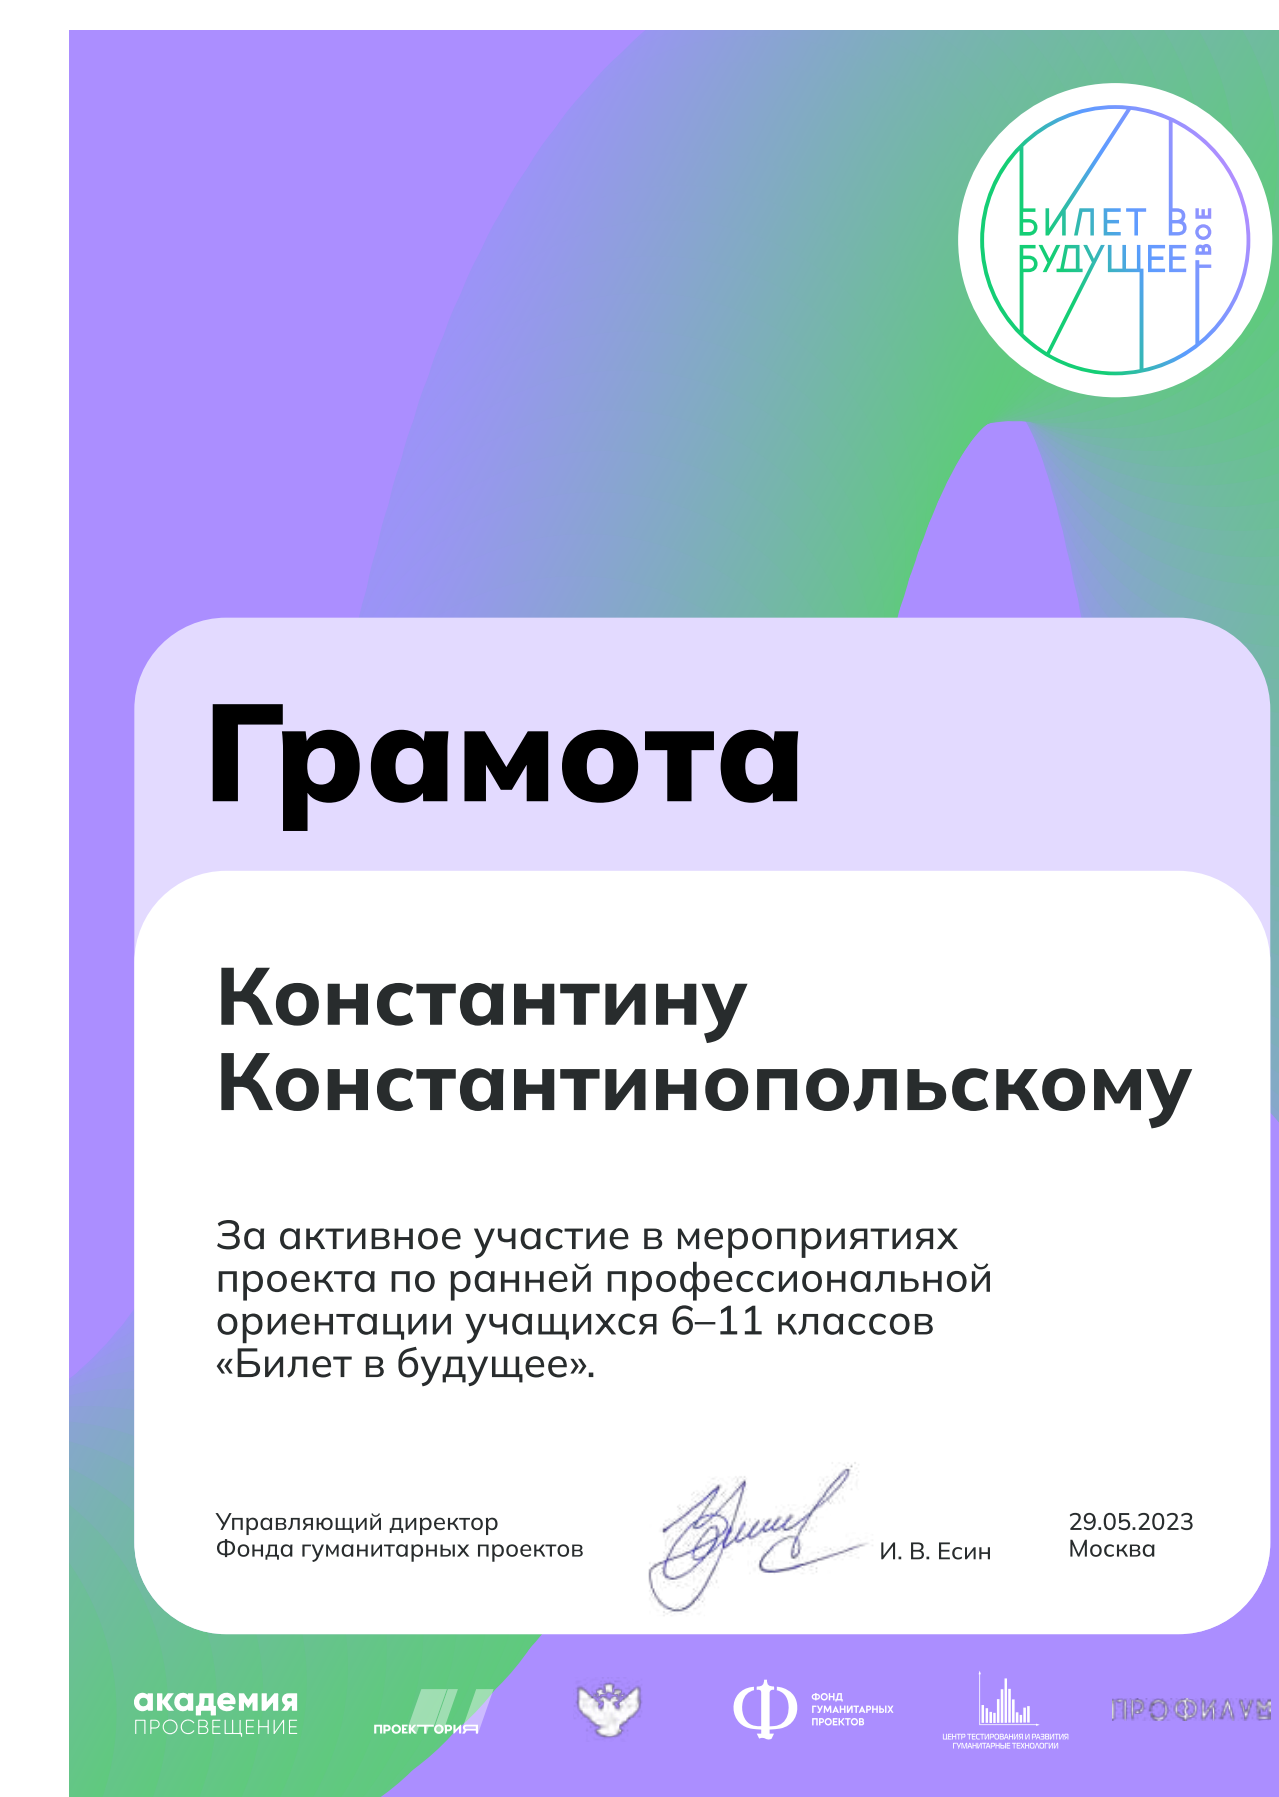 БИЛЕТ В
БУДУЩЕЕ
ТВОЕ
Грамота
Константину
Константинопольскому
За активное участие в мероприятиях
проекта по ранней профессиональной
ориентации учащихся 6–11 классов
«Билет в будущее».
Управляющий директор
Фонда гуманитарных проектов
И. В. Есин
29.05.2023
Москва
академия
ПРОСВЕЩЕНИЕ
ПРОЕКТОРИЯ
ФОНД
ГУМАНИТАРНЫХ
ПРОЕКТОВ
ЦЕНТР ТЕСТИРОВАНИЯ И РАЗВИТИЯ
ГУМАНИТАРНЫЕ ТЕХНОЛОГИИ